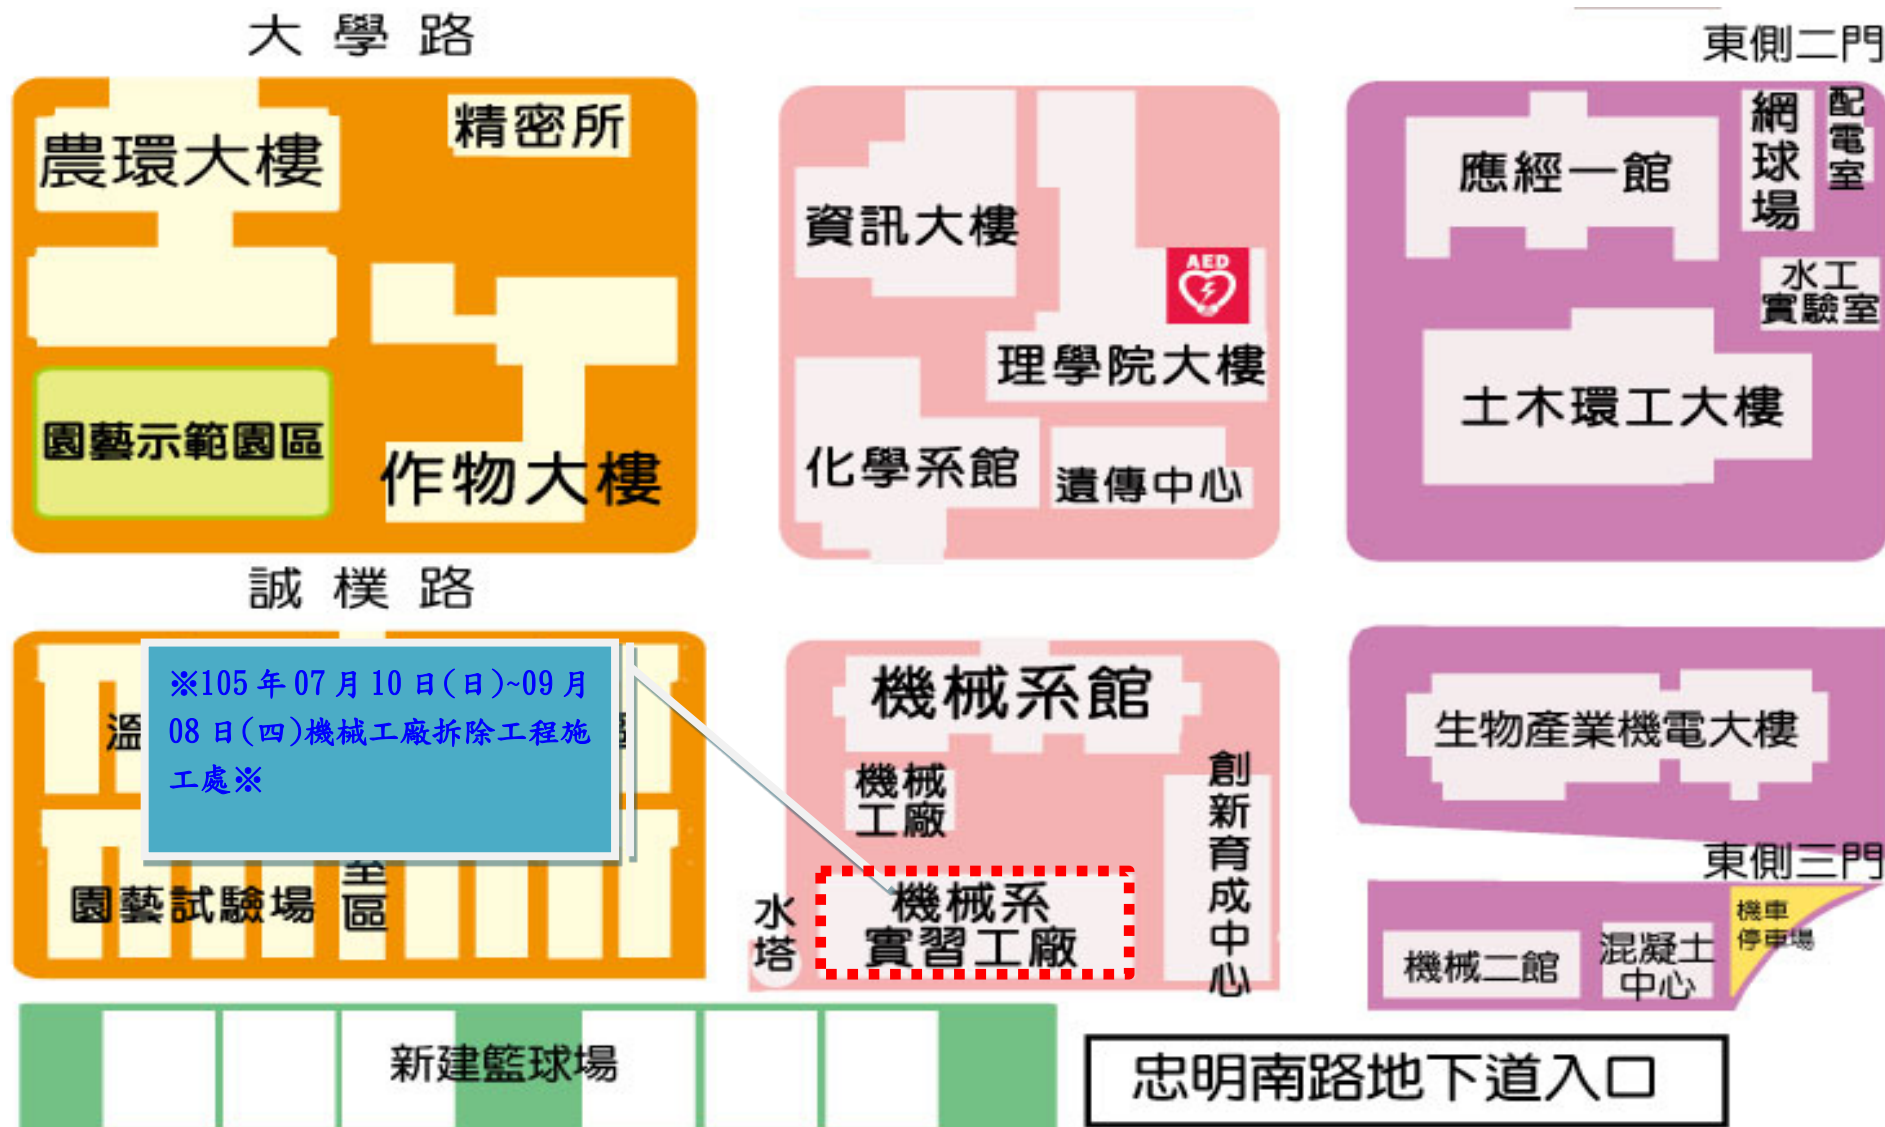 大學路
東側二門
農環大樓
精密所
資訊大樓
AED
理學院大樓
應經一館
網球場
配電室
水工
實驗室
土木環工大樓
園藝示範園區
作物大樓
化學系館
遺傳中心
誠樸路
※105年07月10日(日)~09月
08日(四)機械工廠拆除工程施
工處※
溫
園藝試驗場
室區
機械系館
機械
工廠
創新育成中心
水塔
機械系
實習工廠
生物產業機電大樓
東側三門
機車
停車場
機械二館
混凝土
中心
新建籃球場
忠明南路地下道入口